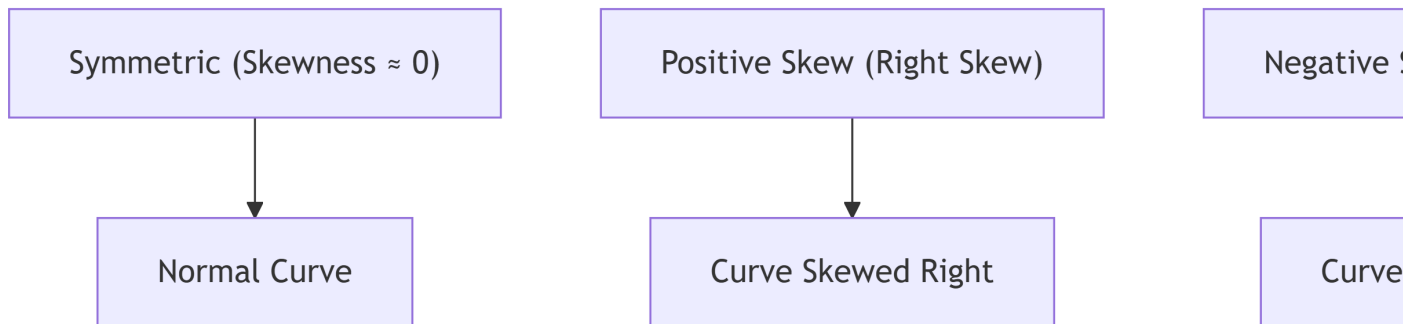 Symmetric (Skewness ≈ 0)
Positive Skew (Right Skew)
Negative
Normal Curve
Curve Skewed Right
Curve